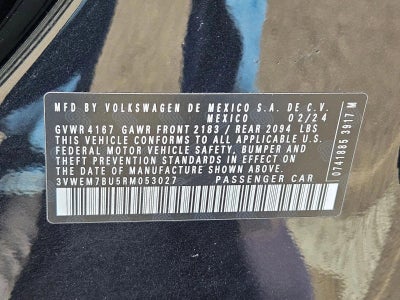 MFD BY VOLKSWAGEN DE MEXICO S.A. DE C.V.
MEXICO 02/24
GVWR 4167 GAWR FRONT 2183 / REAR 2094 LBS
THIS VEHICLE CONFORMS TO ALL APPLICABLE U.S.
FEDERAL MOTOR VEHICLE SAFETY, BUMPER AND
THEFT PREVENTION STANDARDS IN EFFECT ON
THE DATE OF MANUFACTURE SHOWN ABOVE.
3VWEM7BU5RM053027 PASSENGER CAR
0741885 3917 M